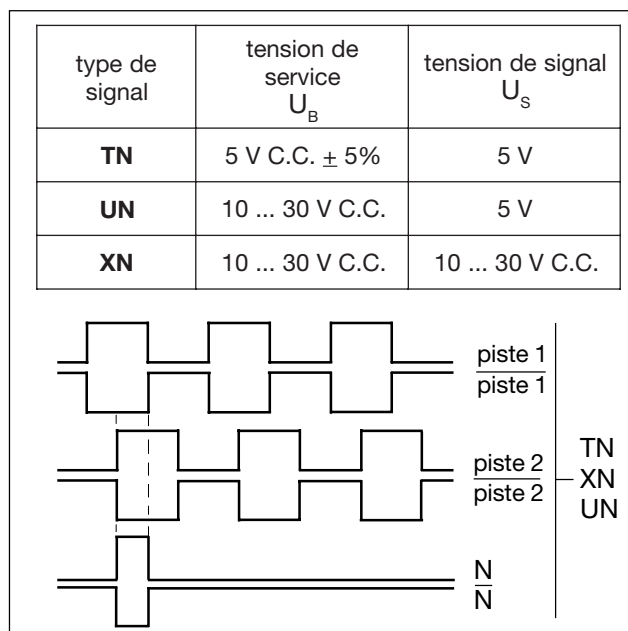 type de signal
tension de service U_B
tension de signal U_S
TN
5 V C.C. ± 5%
5 V
UN
10 ... 30 V C.C.
5 V
XN
10 ... 30 V C.C.
10 ... 30 V C.C.
piste 1
piste 1
piste 2
piste 2
TN
XN
UN
N
N